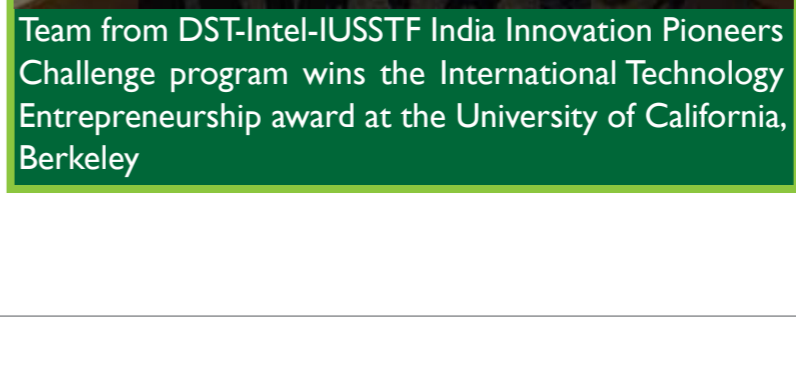 Team from DST-Intel-IUSSTF India Innovation Pioneers
Challenge program wins the International Technology
Entrepreneurship award at the University of California,
Berkeley